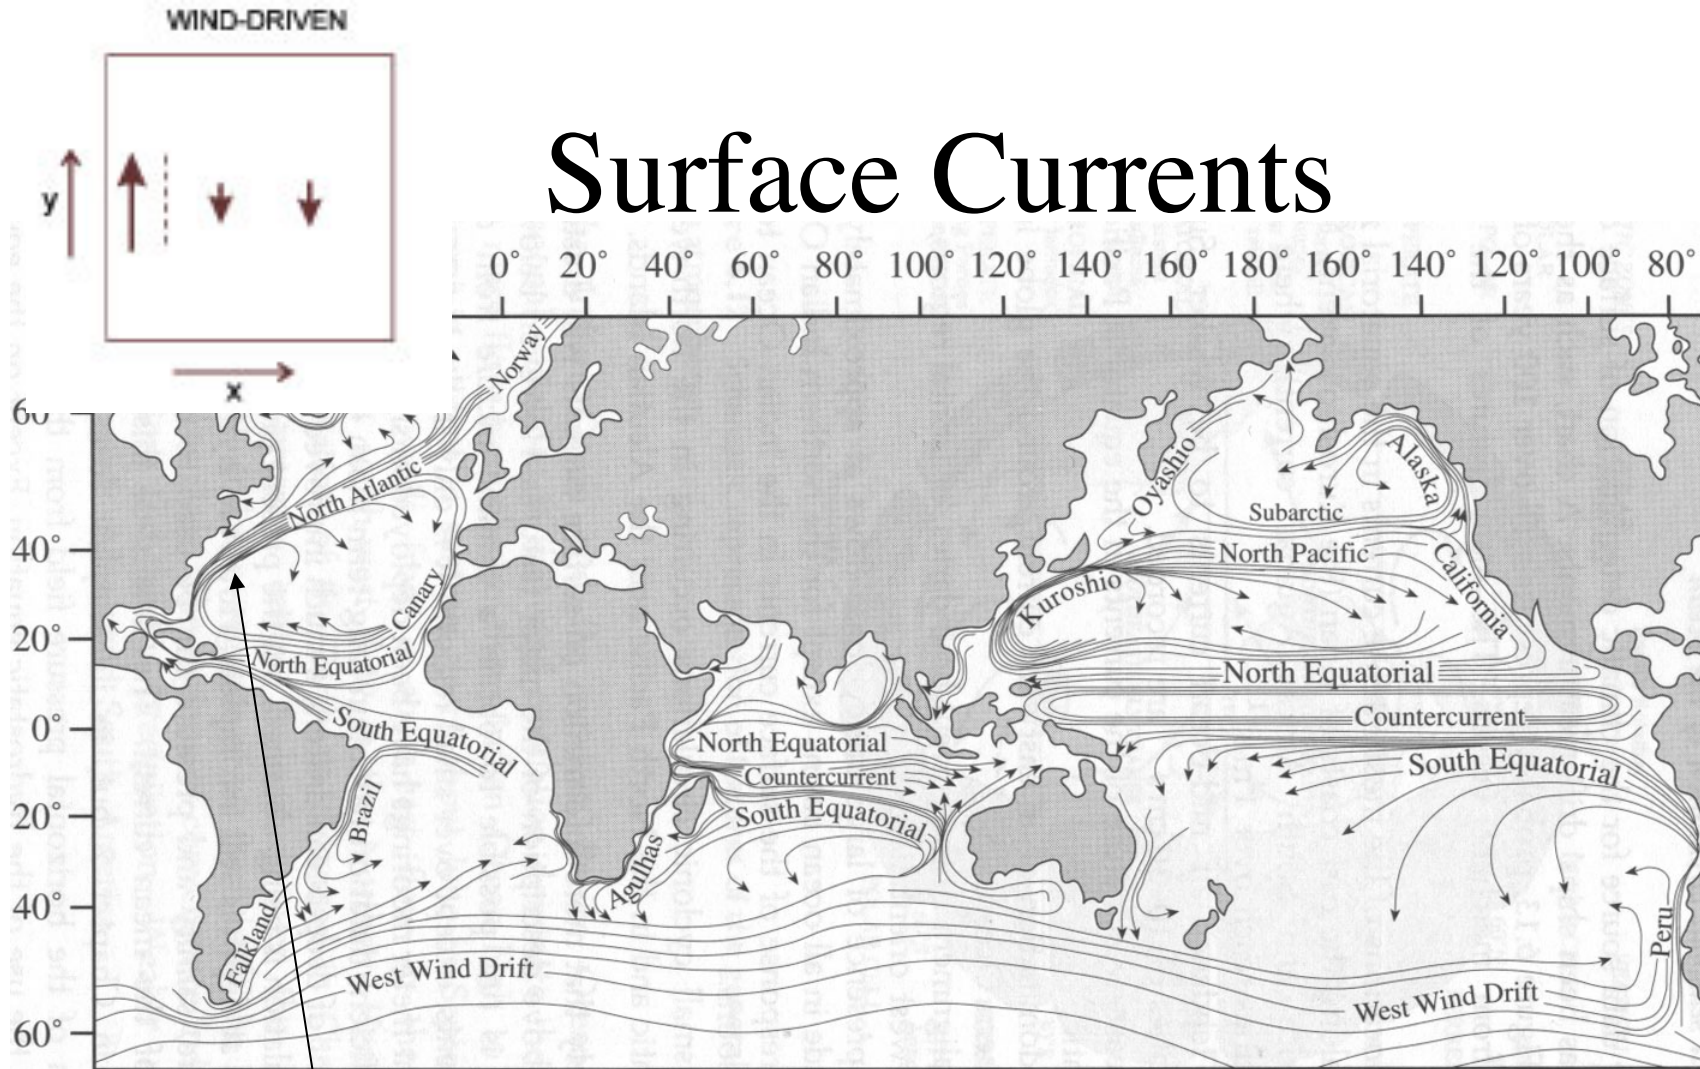 WIND-DRIVEN
y
x
Surface Currents
0° 20° 40° 60° 80° 100° 120° 140° 160° 180° 160° 140° 120° 100° 80°
60
40°
20°
0°
20°
40°
60°
Norway
North Atlantic
Canary
North Equatorial
South Equatorial
Brazil
Falkland
West Wind Drift
Agulhas
North Equatorial
Countercurrent
South Equatorial
Oyashio
Alaska
Subarctic
North Pacific
Kuroshio
California
North Equatorial
Countercurrent
South Equatorial
Peru
West Wind Drift